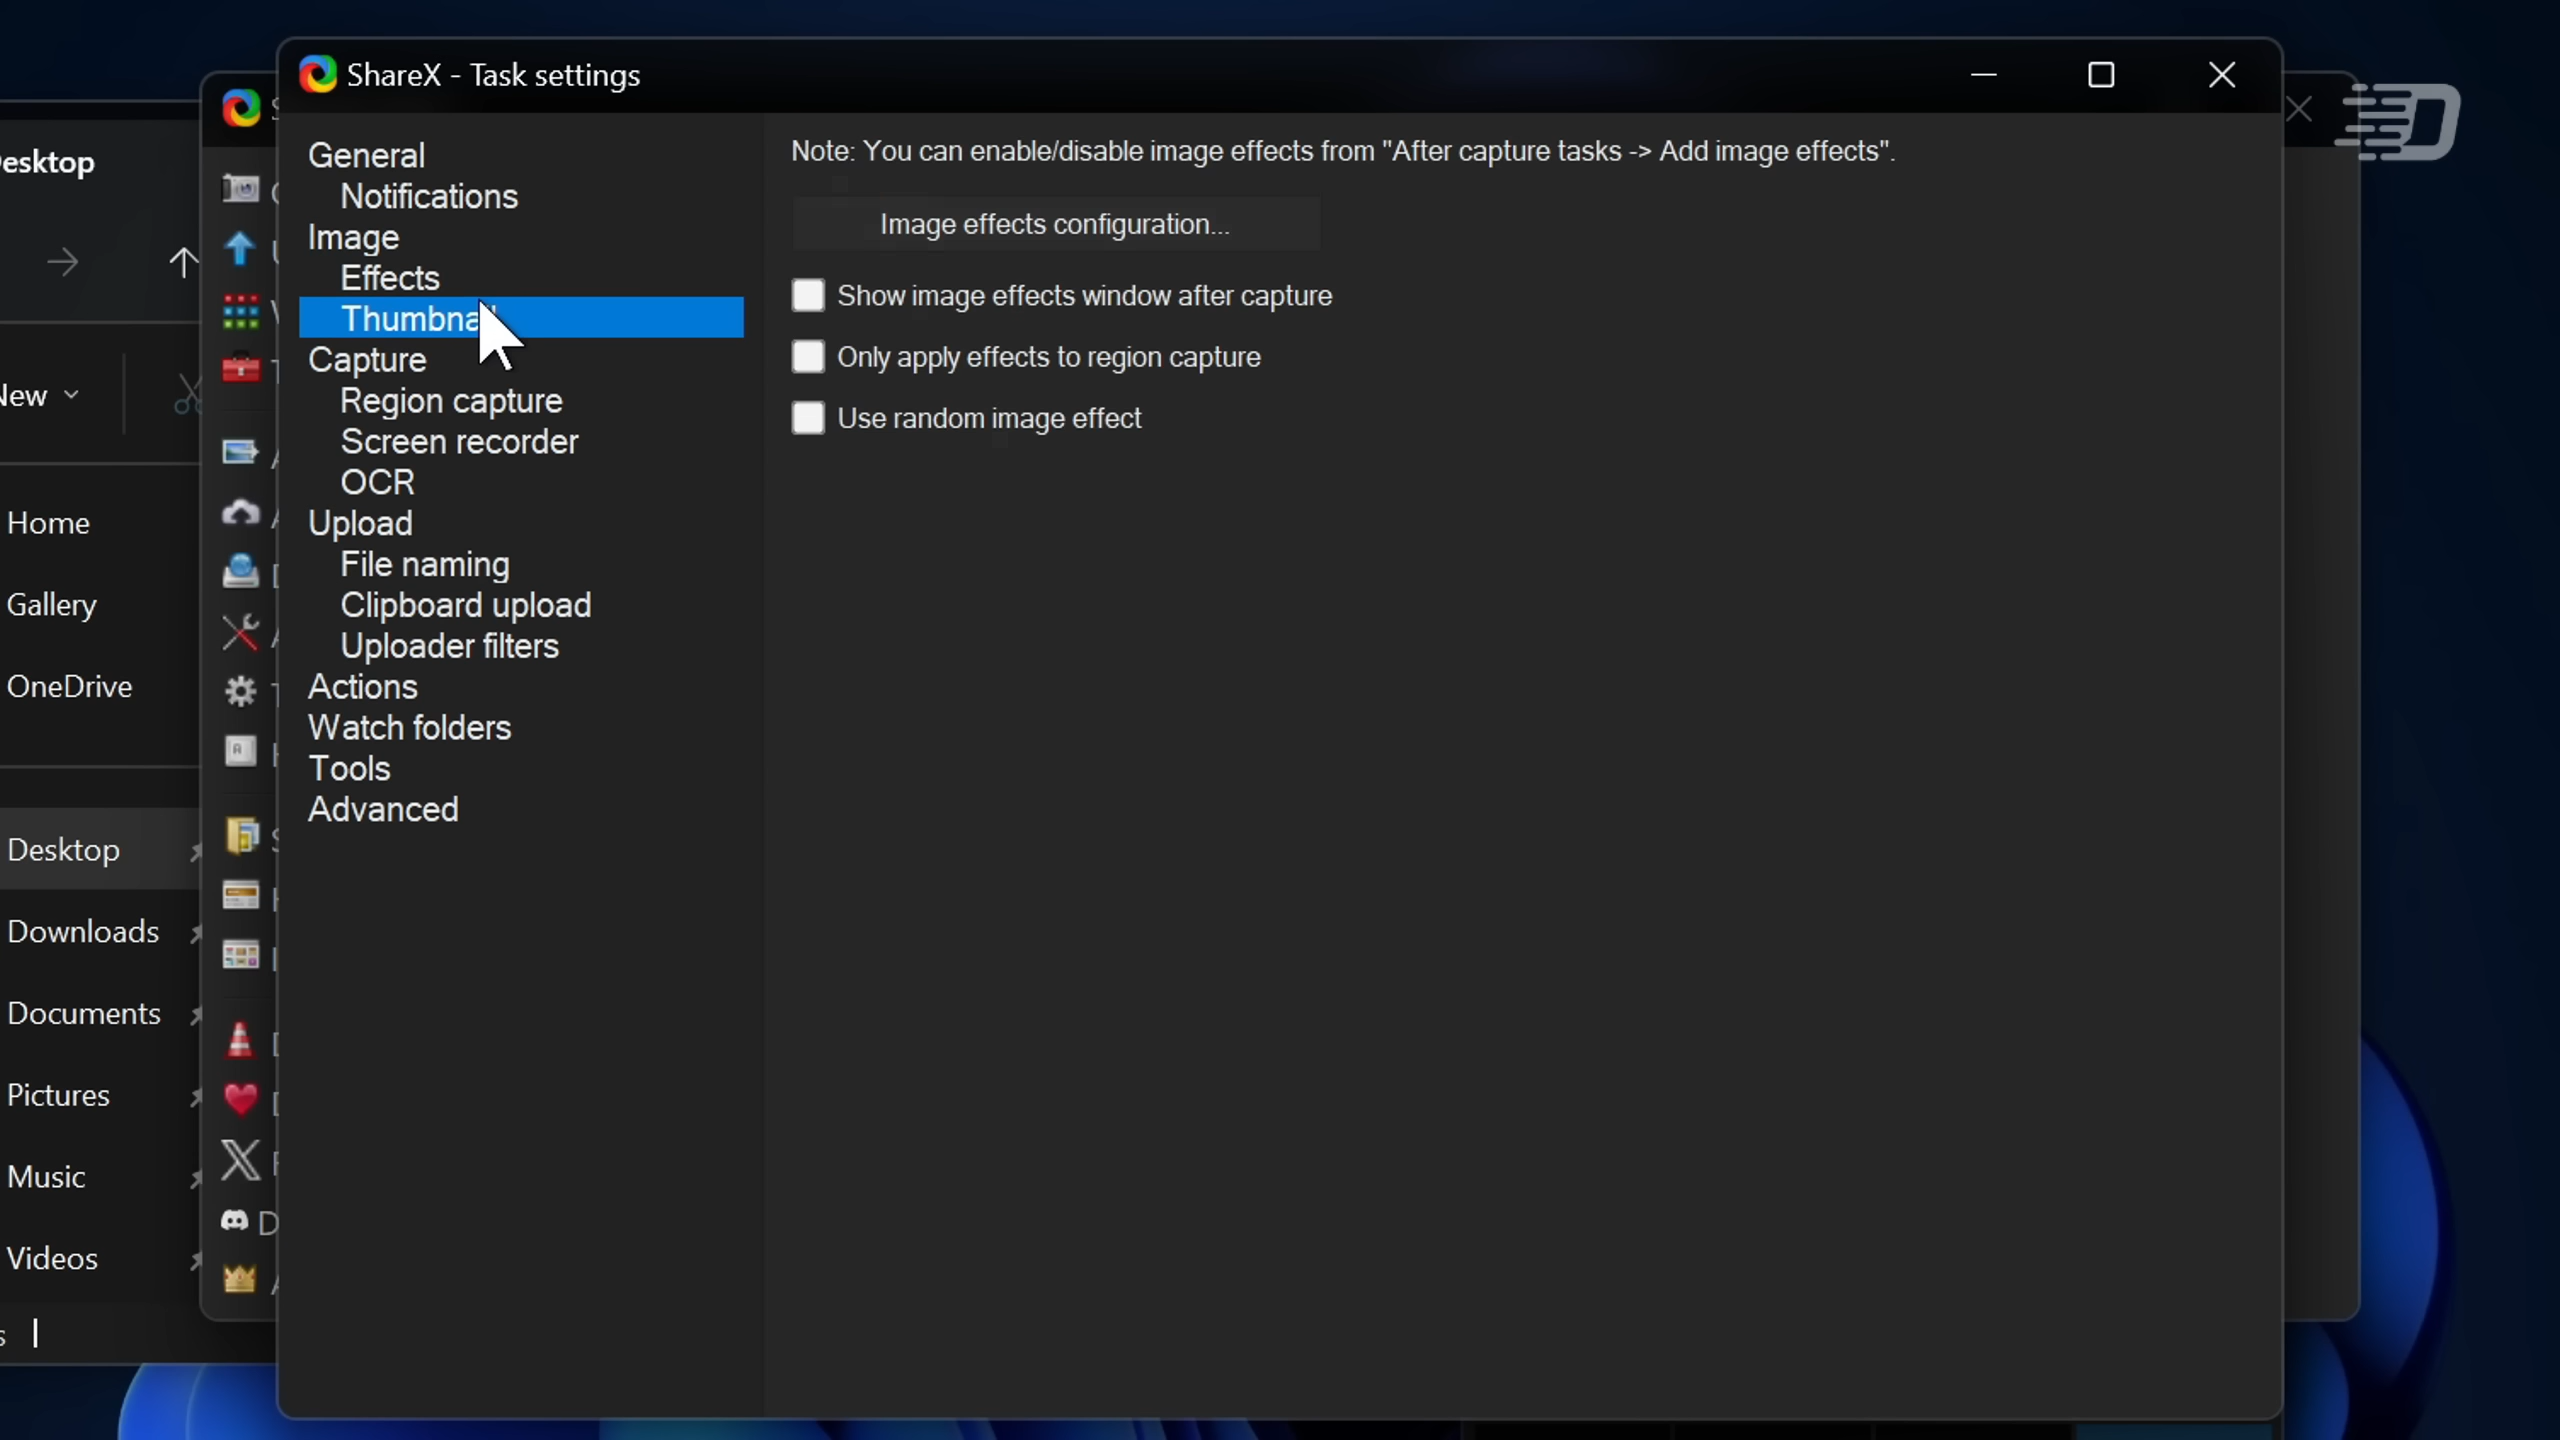 ShareX - Task settings
General
Notifications
Image
Effects
Thumbnail
Capture
Region capture
Screen recorder
OCR
Upload
File naming
Clipboard upload
Uploader filters
Actions
Watch folders
Tools
Advanced
Note: You can enable/disable image effects from "After capture tasks -> Add image effects".
Image effects configuration...
Show image effects window after capture
Only apply effects to region capture
Use random image effect
Home
Gallery
OneDrive
Desktop
Downloads
Documents
Pictures
Music
Videos